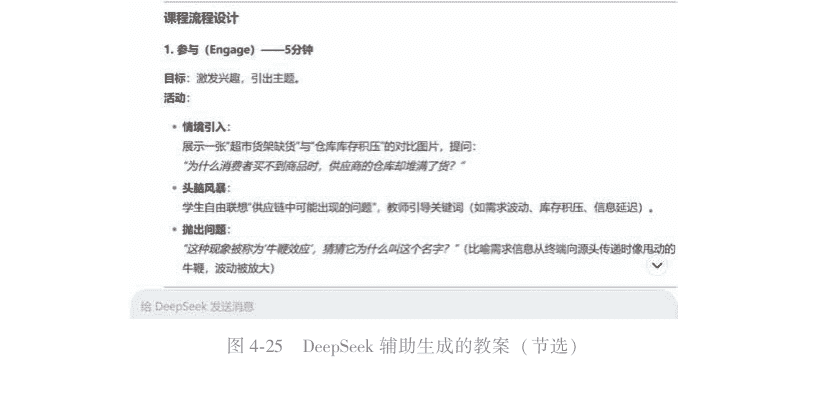 课程流程设计
1. 参与（Engage）——5分钟
目标：激发兴趣，引出主题。
活动：
• 情境引入：
展示一张“超市货架缺货”与“仓库库存积压”的对比图片，提问：
“为什么消费者买不到商品时，供应商的仓库却堆满了货？”
• 头脑风暴：
学生自由联想“供应链中可能出现的问题”，教师引导关键词（如需求波动、库存积压、信息延迟）。
• 抛出问题：
“这种现象被称为‘牛鞭效应’，猜猜它为什么叫这个名字？”（比喻需求信息从终端向源头传递时像甩动的
牛鞭，波动被放大）
给 DeepSeek 发送消息
图 4-25 DeepSeek 辅助生成的教案（节选）